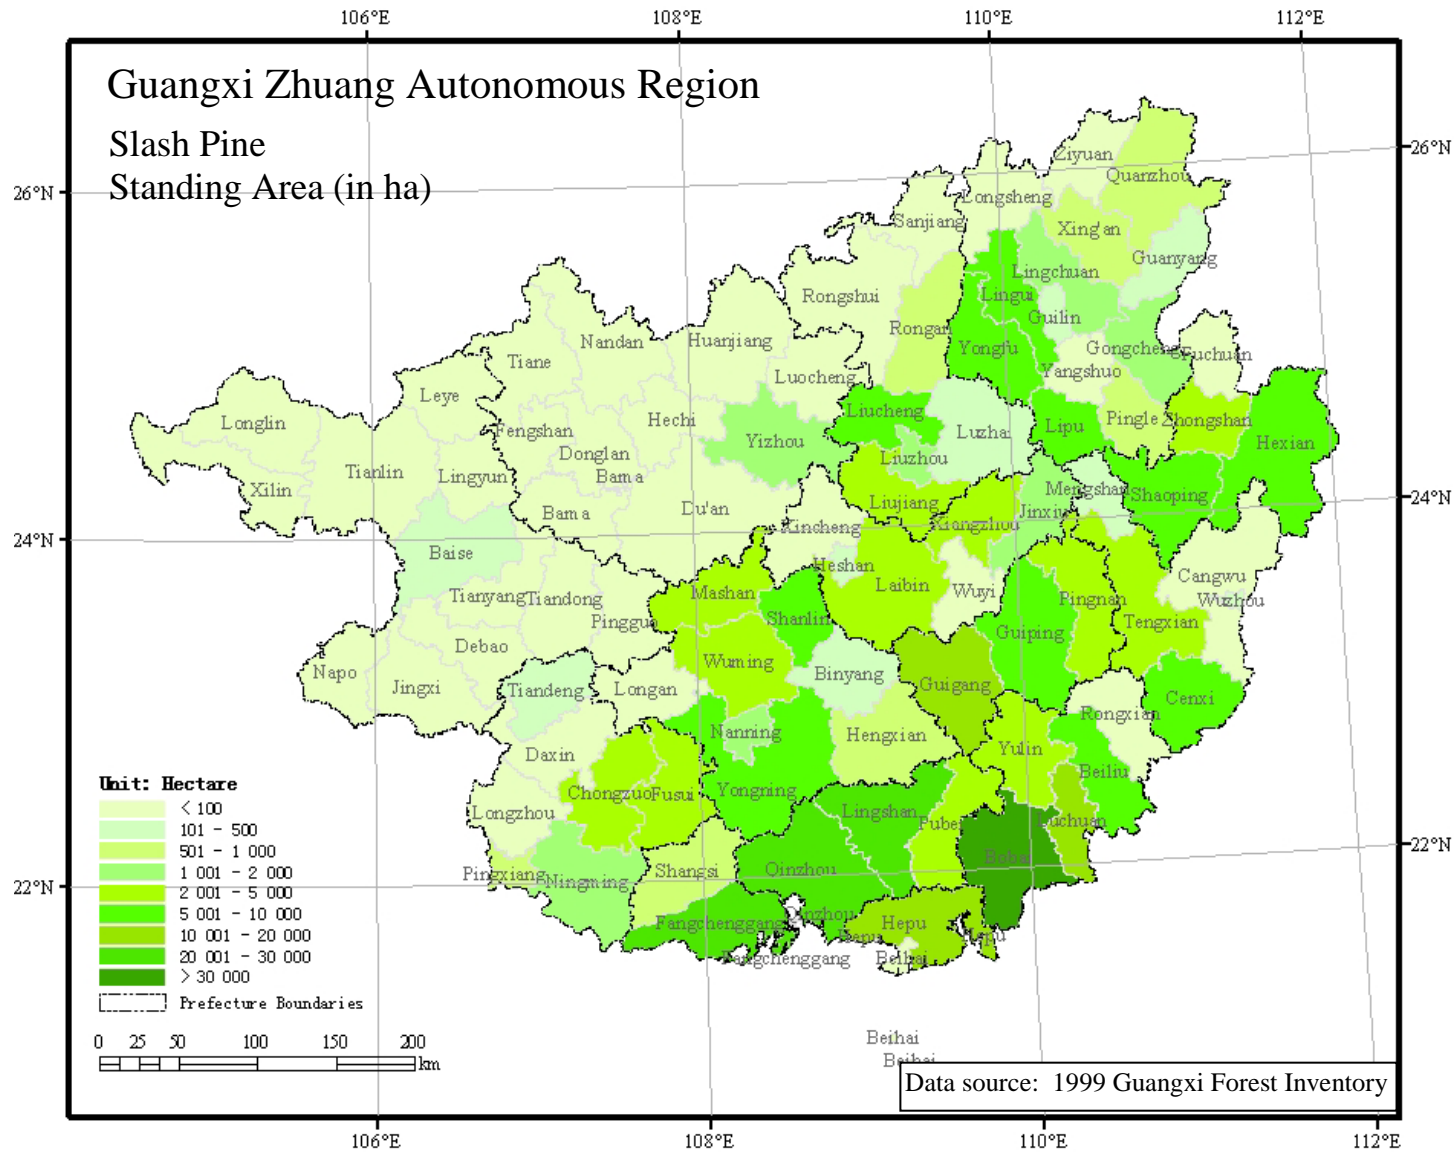 106°E 108°E 110°E 112°E
Guangxi Zhuang Autonomous Region
Slash Pine
Standing Area (in ha)
26°N
26°N
24°N
24°N
22°N
22°N
Ziyuan
Quanzhou
Longsheng
Sanjiang
Xing'an
Guanyang
Lingchuan
Rongshui
Lingui
Guilin
Rongan
Nandan
Huanjiang
Yongfu
Gongcheng
Fuchuan
Tiane
Yangshuo
Luocheng
Leye
Longlin
Hechi
Liucheng
Pingle
Zhongshan
Fengshan
Luzhai
Lipu
Hexian
Yizhou
Donglan
Liuzhou
Tianlin
Lingyun
Bama
Xilin
Mengshan
Shaoping
Liujiang
Du'an
Bama
Jinxiu
Xiangzhou
Xincheng
Baise
Heshan
Cangwu
Laibin
Wuyi
Mashan
Tianyang
Tiandong
Pingnan
Wuzhou
Pingguo
Shanlin
Tengxian
Guiping
Debao
Wuming
Napo
Binyang
Jingxi
Tiandeng
Longan
Guigang
Cenxi
Rongxian
Nanning
Hengxian
Yulin
Daxin
Beiliu
Chongzuo
Fusui
Yongning
Longzhou
Lingshan
Pubei
Luchuan
Bobai
Pingxiang
Ningming
Shangsi
Qinzhou
Qinzhou
Fangchenggang
Hepu
Hepu
Hepu
Fangchenggang
Beihai
Beihai
Beihai
Unit: Hectare
< 100
101 - 500
501 - 1 000
1 001 - 2 000
2 001 - 5 000
5 001 - 10 000
10 001 - 20 000
20 001 - 30 000
> 30 000
Prefecture Boundaries
0 25 50 100 150 200
km
Data source: 1999 Guangxi Forest Inventory
106°E 108°E 110°E 112°E